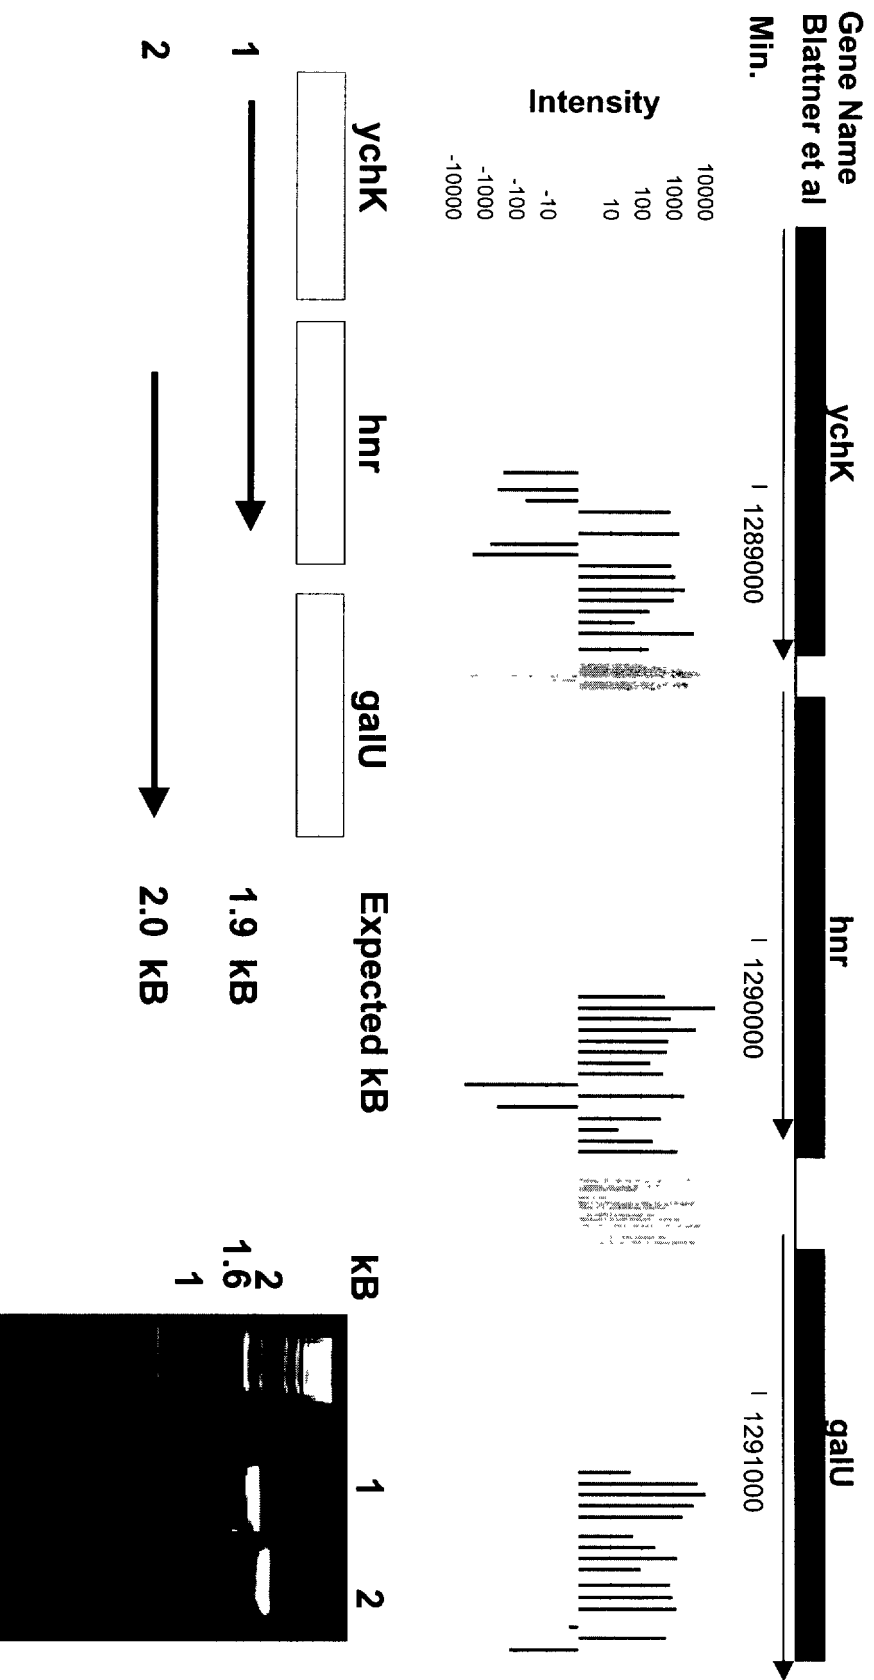 Gene Name
Blattner et al
ychK hnr galU
Min.
1289000 1290000 1291000
Intensity
10000
1000
100
10
-10
-100
-1000
-10000
ychK hnr galU Expected kB
1 1.9 kB
2 2.0 kB
kB 1 2
2
1.6
1